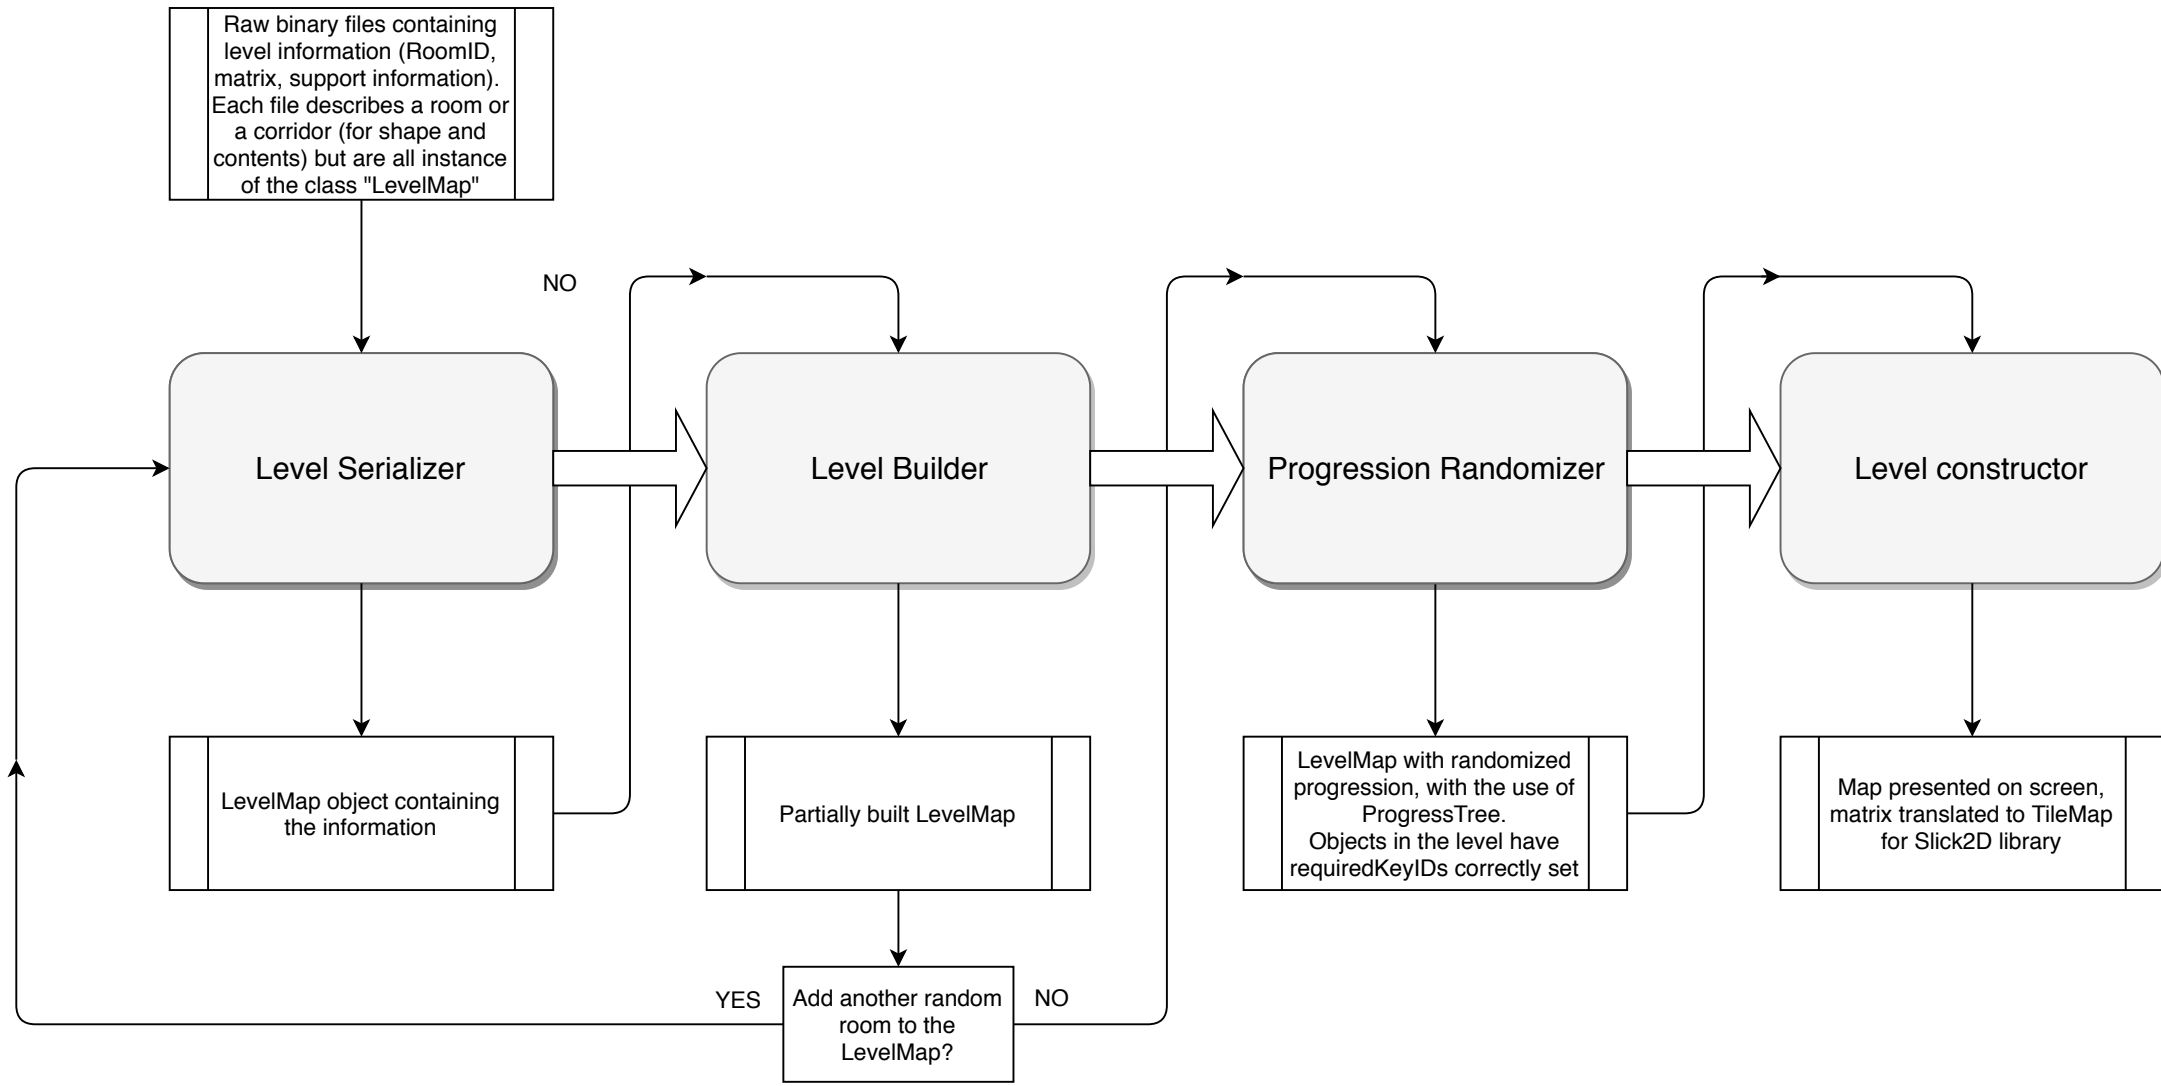 Raw binary files containing
level information (RoomID,
matrix, support information).
Each file describes a room or
a corridor (for shape and
contents) but are all instance
of the class "LevelMap"
NO
Level Serializer
Level Builder
Progression Randomizer
Level constructor
LevelMap object containing
the information
Partially built LevelMap
LevelMap with randomized
progression, with the use of
ProgressTree.
Objects in the level have
requiredKeyIDs correctly set
Map presented on screen,
matrix translated to TileMap
for Slick2D library
YES
Add another random
room to the
LevelMap?
NO